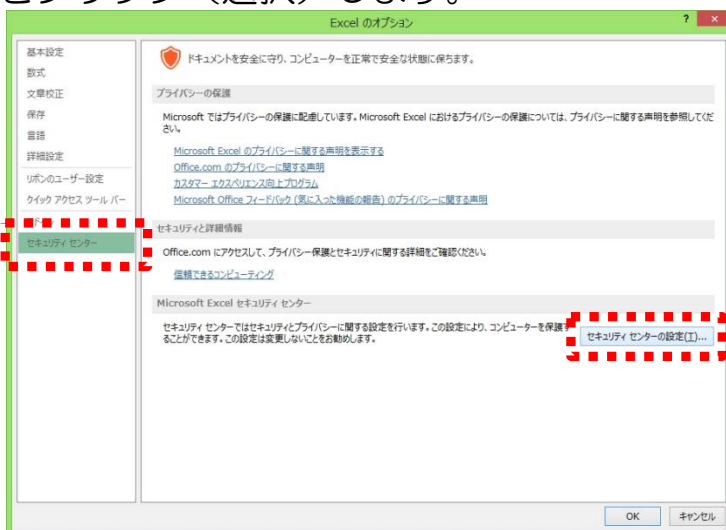 をクリック（選択）します。
Excel のオプション
? ×
基本設定
数式
文章校正
保存
言語
詳細設定
リボンのユーザー設定
クイック アクセス ツール バー
セキュリティ センター
ドキュメントを安全に守り、コンピューターを正常で安全な状態に保ちます。
プライバシーの保護
Microsoft ではプライバシーの保護に配慮しています。Microsoft Excel におけるプライバシーの保護については、プライバシーに関する声明を参照してくだ
さい。
Microsoft Excel のプライバシーに関する声明を表示する
Office.com のプライバシーに関する声明
カスタマー エクスペリエンス向上プログラム
Microsoft Office フィードバック (気に入った機能の報告) のプライバシーに関する声明
セキュリティと詳細情報
Office.com にアクセスして、プライバシー保護とセキュリティに関する詳細をご確認ください。
信頼できるコンピューティング
Microsoft Excel セキュリティ センター
セキュリティ センターではセキュリティとプライバシーに関する設定を行います。この設定により、コンピューターを保護す
ることができます。この設定は変更しないことをお勧めします。
セキュリティ センターの設定(T)...
OK
キャンセル